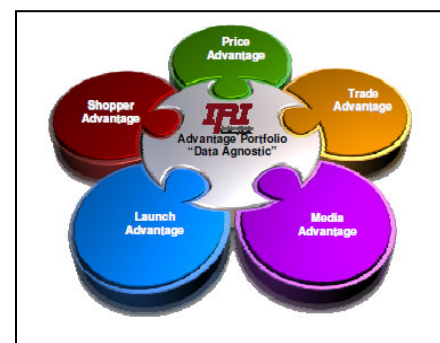 Price
Advantage
Shopper
Advantage
Trade
Advantage
IRI
Advantage Portfolio
"Data Agnostic"
Launch
Advantage
Media
Advantage